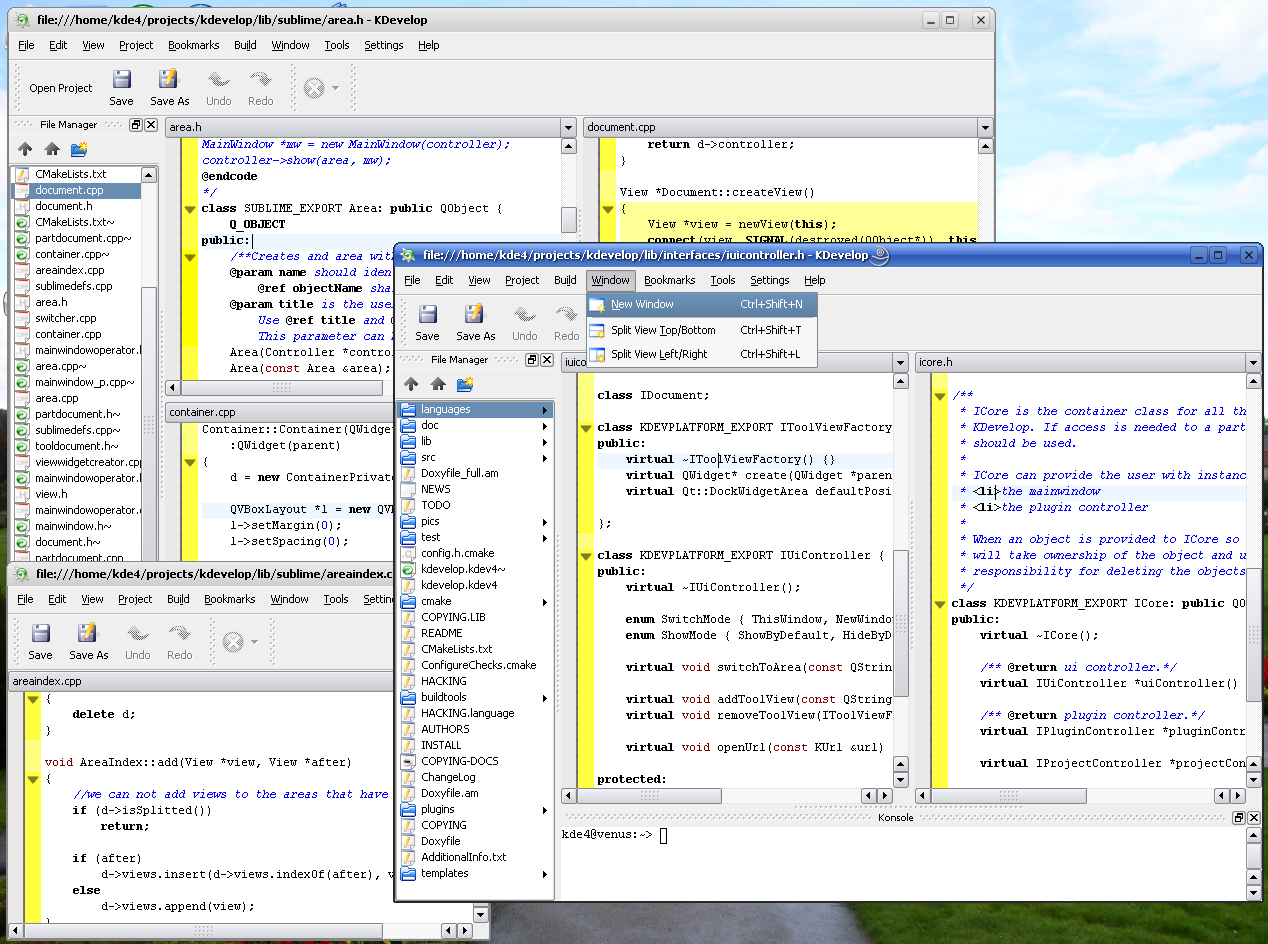 file:///home/kde4/projects/kdevelop/lib/sublime/area.h - KDevelop
File Edit View Project Bookmarks Build Window Tools Settings Help
Open Project Save Save As Undo Redo
File Manager
CMakeLists.txt
document.cpp
document.h
CMakeLists.txt~
partdocument.cpp~
container.cpp~
areaindex.cpp
sublimedefs.cpp
area.h
switcher.cpp
container.cpp
mainwindowoperator.h
area.cpp~
mainwindow_p.cpp~
area.cpp
partdocument.h~
sublimedefs.cpp~
tooldocument.h~
viewwidgetcreator.cpp
mainwindowoperator.
view.h
mainwindowoperator.
mainwindow.h~
document.h~
partdocument.cpp
area.h
MainWindow *mw = new MainWindow(controller);
controller->show(area, mw);
@endcode
*/
class SUBLIME_EXPORT Area: public QObject {
Q_OBJECT
public:
/**Creates and area wit
@param name should iden
@ref objectName sha
@param title is the use
Use @ref title and
This parameter can
Area(Controller *contro
Area(const Area &area);
document.cpp
return d->controller;
}
View *Document::createView()
{
View *view = newView(this);
connect(view, SIGNAL(destroyed(QObject*)), this
container.cpp
Container::Container(QWidge
:QWidget(parent)
{
d = new ContainerPrivat
QVBoxLayout *l = new QV
l->setMargin(0);
l->setSpacing(0);
file:///home/kde4/projects/kdevelop/lib/sublime/areaindex.c
File Edit View Project Build Bookmarks Window Tools Settin
Save Save As Undo Redo
areaindex.cpp
{
delete d;
}
void AreaIndex::add(View *view, View *after)
{
//we can not add views to the areas that have
if (d->isSplitted())
return;
if (after)
d->views.insert(d->views.indexOf(after), v
else
d->views.append(view);
file:///home/kde4/projects/kdevelop/lib/interfaces/iuicontroller.h - KDevelop
File Edit View Project Build Window Bookmarks Tools Settings Help
Save Save As Undo Redo
New Window Ctrl+Shift+N
Split View Top/Bottom Ctrl+Shift+T
Split View Left/Right Ctrl+Shift+L
File Manager
languages
doc
lib
src
Doxyfile_full.am
NEWS
TODO
pics
test
config.h.cmake
kdevelop.kdev4~
kdevelop.kdev4
cmake
COPYING.LIB
README
CMakeLists.txt
ConfigureChecks.cmake
HACKING
buildtools
HACKING.language
AUTHORS
INSTALL
COPYING-DOCS
ChangeLog
Doxyfile.am
plugins
COPYING
Doxyfile
AdditionalInfo.txt
templates
iuico
class IDocument;
class KDEVPLATFORM_EXPORT IToolViewFactory
public:
virtual ~IToolViewFactory() {}
virtual QWidget* create(QWidget *paren
virtual Qt::DockWidgetArea defaultPosi
};
class KDEVPLATFORM_EXPORT IUiController {
public:
virtual ~IUiController();
enum SwitchMode { ThisWindow, NewWindo
enum ShowMode { ShowByDefault, HideByD
virtual void switchToArea(const QStrin
virtual void addToolView(const QString
virtual void removeToolView(IToolViewF
virtual void openUrl(const KUrl &url)
protected:
icore.h
/**
* ICore is the container class for all th
* KDevelop. If access is needed to a part
* should be used.
*
* ICore can provide the user with instanc
* <li>the mainwindow
* <li>the plugin controller
*
* When an object is provided to ICore so
* will take ownership of the object and u
* responsibility for deleting the objects
*/
class KDEVPLATFORM_EXPORT ICore: public QO
public:
virtual ~ICore();
/** @return ui controller.*/
virtual IUiController *uiController()
/** @return plugin controller.*/
virtual IPluginController *pluginContr
virtual IProjectController *projectCon
Konsole
kde4@venus:~>